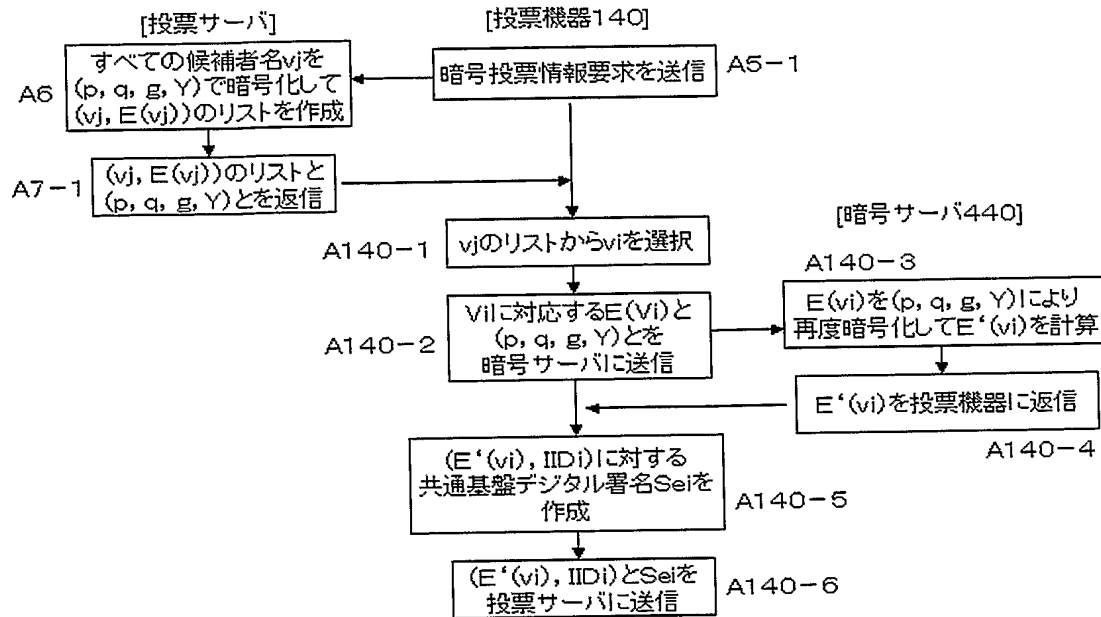 [投票サーバ]
[投票機器140]
すべての候補者名vjを
(p, q, g, Y)で暗号化して
(vj, E(vj))のリストを作成
A6
暗号投票情報要求を送信
A5-1
(vj, E(vj))のリストと
(p, q, g, Y)とを返信
A7-1
vjのリストからviを選択
A140-1
[暗号サーバ440]
A140-3
Viに対応するE(Vi)と
(p, q, g, Y)とを
暗号サーバに送信
A140-2
E(vi)を(p, q, g, Y)により
再度暗号化してE‘(vi)を計算
E‘(vi)を投票機器に返信
A140-4
(E‘(vi), IIDi)に対する
共通基盤デジタル署名Seiを
作成
A140-5
(E‘(vi), IIDi)とSeiを
投票サーバに送信
A140-6